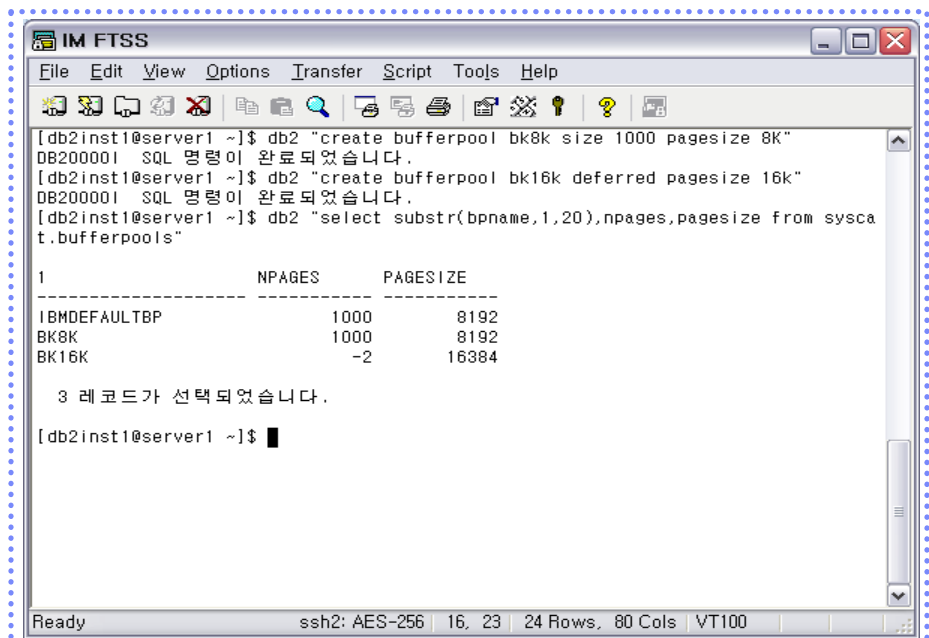 IM FTSS
File Edit View Options Transfer Script Tools Help
[db2inst1@server1 ~]$ db2 "create bufferpool bk8k size 1000 pagesize 8K"
DB20000I SQL 명령이 완료되었습니다.
[db2inst1@server1 ~]$ db2 "create bufferpool bk16k deferred pagesize 16k"
DB20000I SQL 명령이 완료되었습니다.
[db2inst1@server1 ~]$ db2 "select substr(bpname,1,20),npages,pagesize from sysca
t.bufferpools"
1 NPAGES PAGESIZE
-------------------- ----------- -----------
IBMDEFAULTBP 1000 8192
BK8K 1000 8192
BK16K -2 16384
3 레코드가 선택되었습니다.
[db2inst1@server1 ~]$
Ready ssh2: AES-256 16, 23 24 Rows, 80 Cols VT100